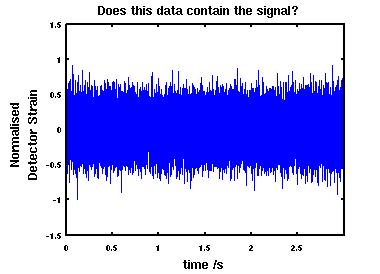 Does this data contain the signal?
1.5
1
0.5
0
-0.5
-1
-1.5
Normalised
Detector Strain
0 0.5 1 1.5 2 2.5
time /s